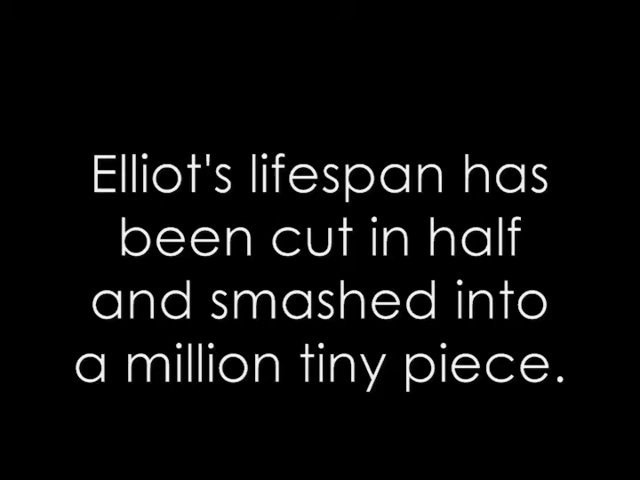 Elliot's lifespan has
been cut in half
and smashed into
a million tiny piece.